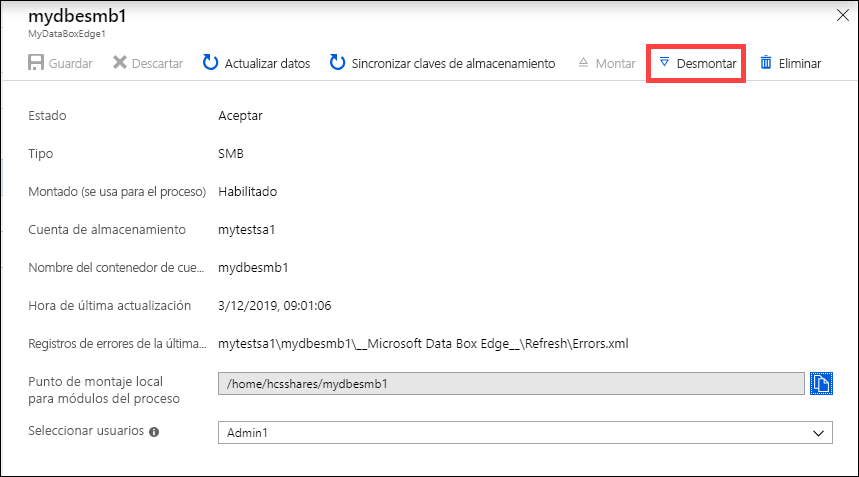 mydbesmb1
MyDataBoxEdge1
Guardar Descartar Actualizar datos Sincronizar claves de almacenamiento Montar Desmontar Eliminar
Estado Aceptar
Tipo SMB
Montado (se usa para el proceso) Habilitado
Cuenta de almacenamiento mytestsa1
Nombre del contenedor de cue... mydbesmb1
Hora de última actualización 3/12/2019, 09:01:06
Registros de errores de la última... mytestsa1\mydbesmb1\__Microsoft Data Box Edge__\Refresh\Errors.xml
Punto de montaje local
para módulos del proceso /home/hcsshares/mydbesmb1
Seleccionar usuarios Admin1